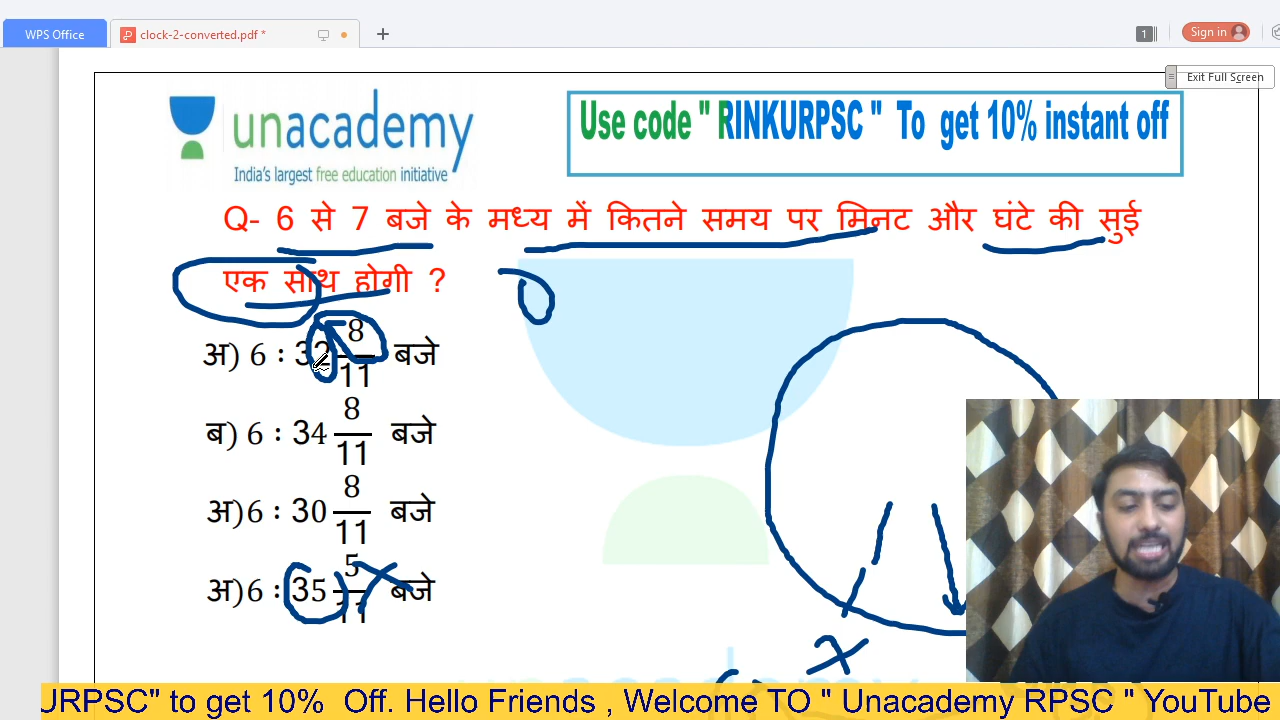 WPS Office
clock-2-converted.pdf *
+
1
Sign in
Exit Full Screen
unacademy
India's largest free education initiative
Use code " RINKURPSC " To get 10% instant off
Q- 6 से 7 बजे के मध्य में कितने समय पर मिनट और घंटे की सुई
एक साथ होगी ?
अ) 6 : 32 8/11 बजे
ब) 6 : 34 8/11 बजे
अ)6 : 30 8/11 बजे
अ)6 : 35 5/11 बजे
JRPSC" to get 10% Off. Hello Friends , Welcome TO " Unacademy RPSC " YouTube